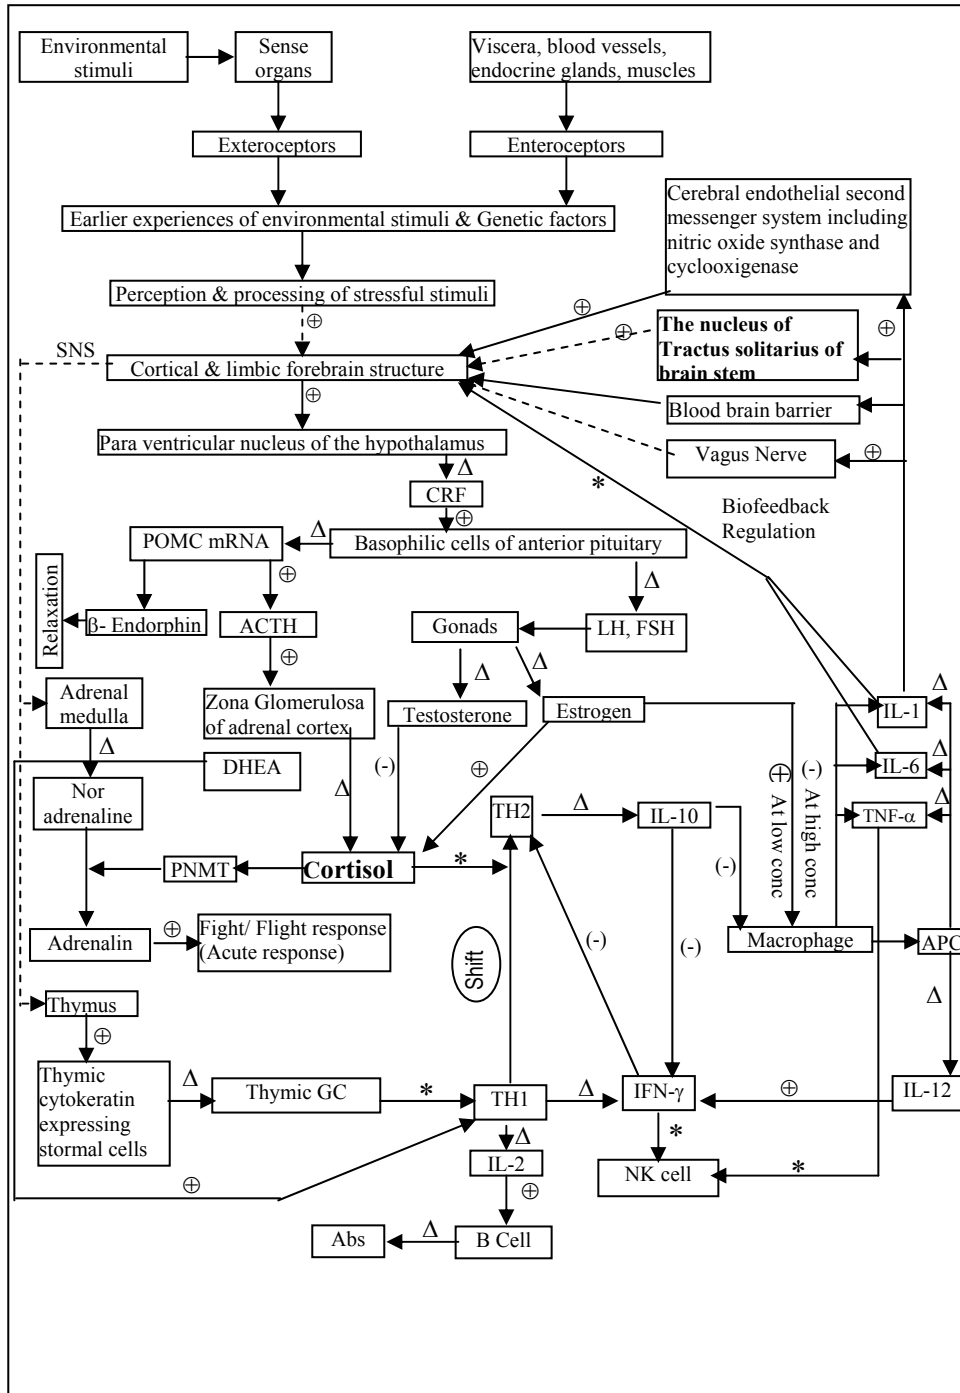 Environmental
stimuli
Sense
organs
Viscera, blood vessels,
endocrine glands, muscles
Exteroceptors
Enteroceptors
Cerebral endothelial second
messenger system including
nitric oxide synthase and
cyclooxigenase
Earlier experiences of environmental stimuli & Genetic factors
Perception & processing of stressful stimuli
⊕
⊕
⊕
⊕
The nucleus of
Tractus solitarius of
brain stem
SNS
Cortical & limbic forebrain structure
⊕
Blood brain barrier
Para ventricular nucleus of the hypothalamus
Vagus Nerve
⊕
Δ
*
CRF
⊕
Biofeedback
Regulation
POMC mRNA
Δ
Basophilic cells of anterior pituitary
⊕
Δ
Relaxation
β- Endorphin
ACTH
Gonads
LH, FSH
⊕
Δ
Δ
Adrenal
medulla
Zona Glomerulosa
of adrenal cortex
Testosterone
Estrogen
IL-1
Δ
Δ
DHEA
Δ
(-)
⊕
⊕ At low conc
(-) At high conc
IL-6
Δ
Nor
adrenaline
TH2
Δ
IL-10
TNF-α
Δ
PNMT
Cortisol
*
(-)
Adrenalin
⊕
Fight/ Flight response
(Acute response)
Shift
(-)
(-)
Macrophage
APC
Thymus
⊕
Δ
Thymic
cytokeratin
expressing
stormal cells
Δ
Thymic GC
*
TH1
Δ
IFN-γ
⊕
IL-12
Δ
*
⊕
IL-2
NK cell
*
⊕
Abs
Δ
B Cell